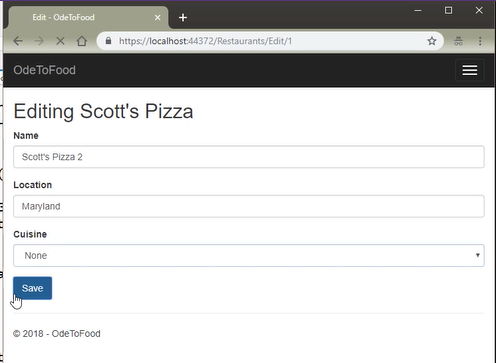 Edit - OdeToFood
https://localhost:44372/Restaurants/Edit/1
OdeToFood
Editing Scott's Pizza
Name
Scott's Pizza 2
Location
Maryland
Cuisine
None
Save
© 2018 - OdeToFood